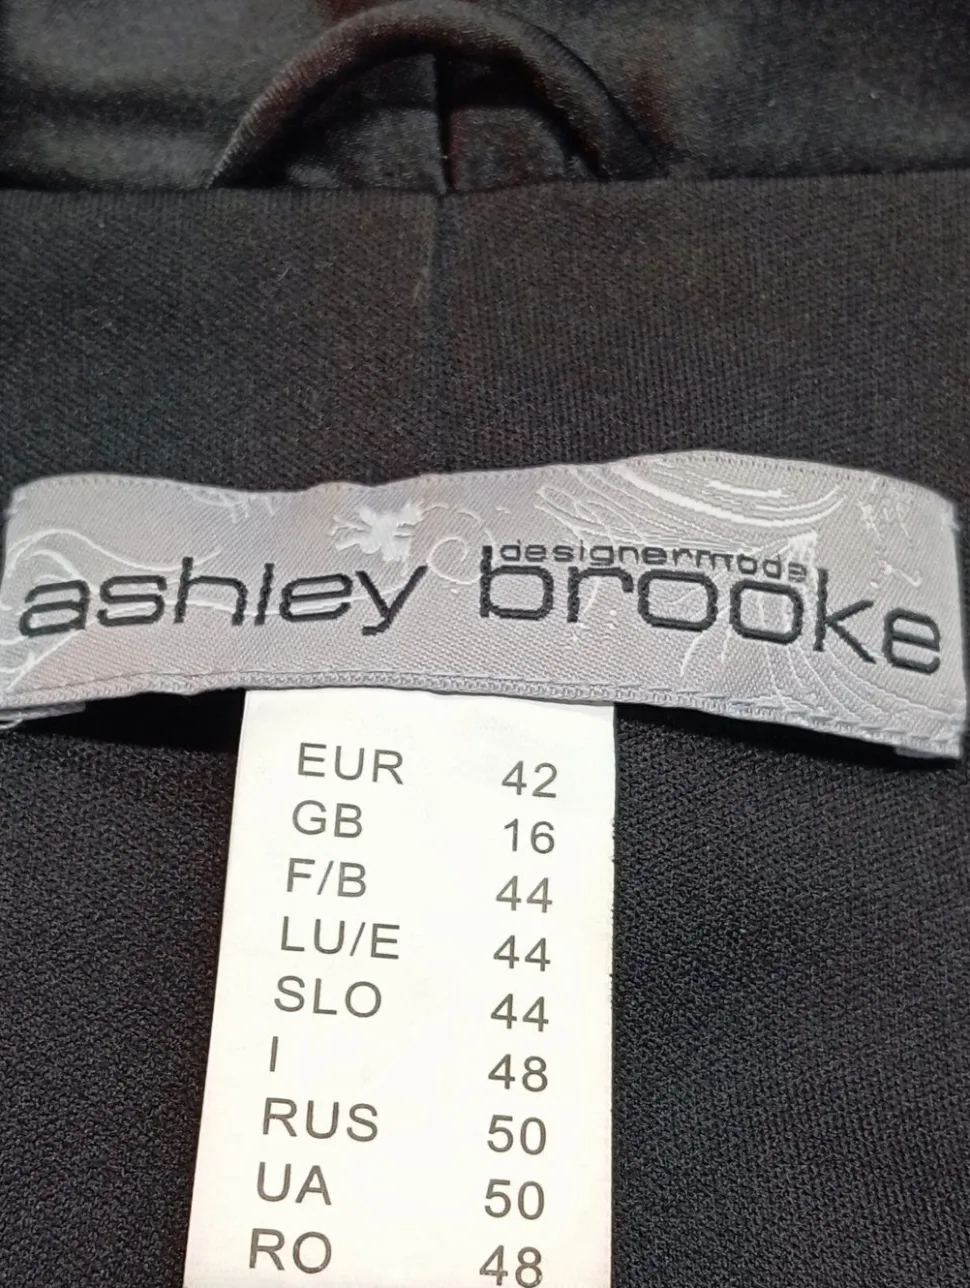 designermode
ashley brooke
EUR 42
GB 16
F/B 44
LU/E 44
SLO 44
I 48
RUS 50
UA 50
RO 48